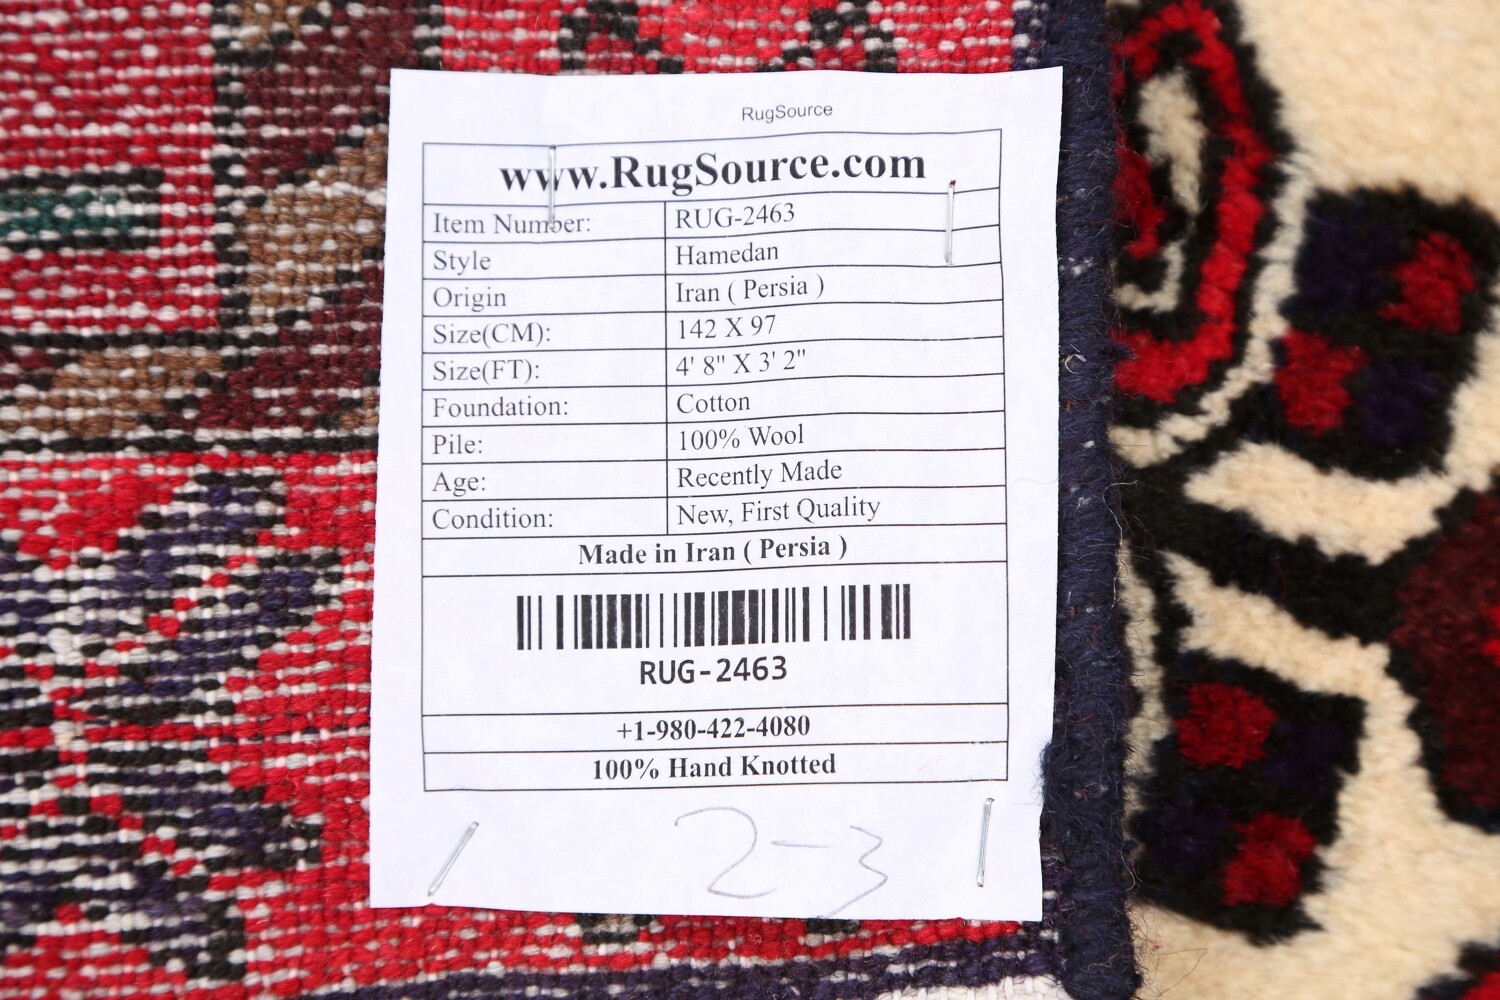 RugSource
www.RugSource.com
Item Number: RUG-2463
Style Hamedan
Origin Iran ( Persia )
Size(CM): 142 X 97
Size(FT): 4' 8" X 3' 2"
Foundation: Cotton
Pile: 100% Wool
Age: Recently Made
Condition: New, First Quality
Made in Iran ( Persia )
RUG-2463
+1-980-422-4080
100% Hand Knotted
2-3